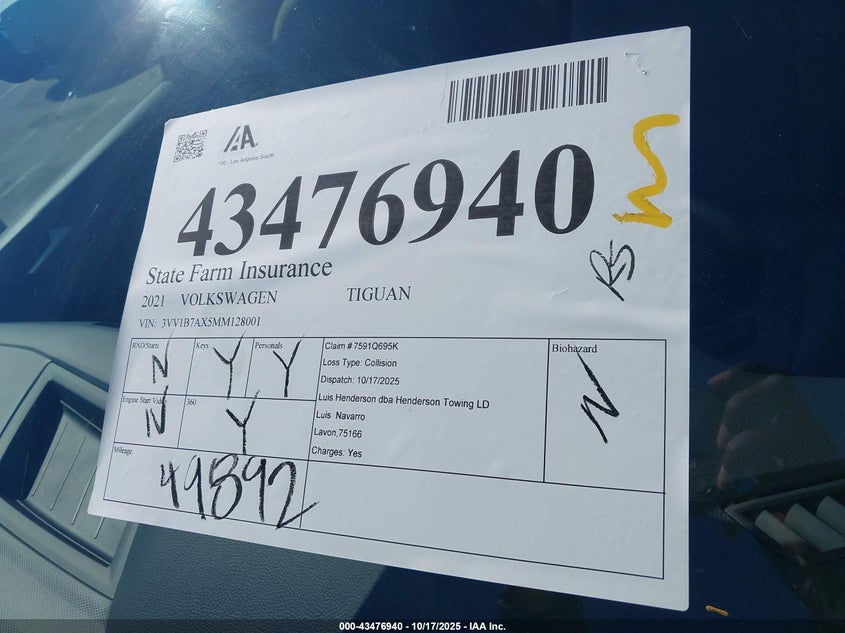 IAA
130 - Los Angeles South
43476940
State Farm Insurance
2021 VOLKSWAGEN TIGUAN
VIN: 3VV1B7AX5MM128001
RND/Starts N
Keys Y
Personals Y
Claim # 7591Q695K
Loss Type: Collision
Dispatch: 10/17/2025
Luis Henderson dba Henderson Towing LD
Luis Navarro
Lavon,75166
Charges: Yes
Biohazard N
Engine Start Video N
360 Y
Mileage 49892
RS
000-43476940 - 10/17/2025 - IAA Inc.